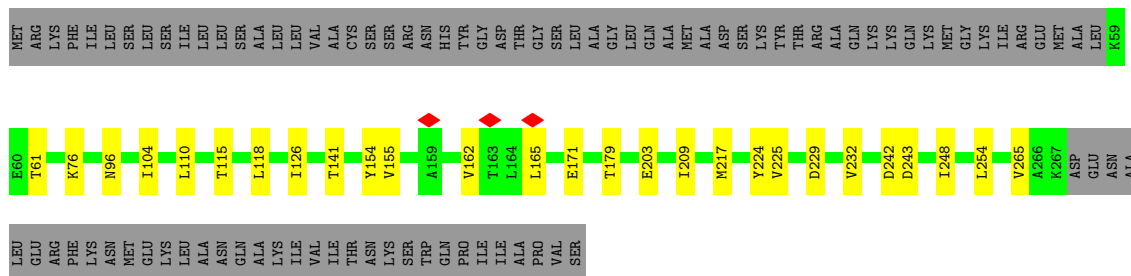 MET ARG LYS PHE ILE LEU SER LEU SER ILE LEU LEU SER ALA LEU LEU VAL ALA CYS SER SER ARG ASN HIS TYR GLY ASP THR GLY SER LEU ALA GLY LEU GLN ALA MET ALA ASP SER LYS TYR THR ARG ALA GLN LYS LYS GLN LYS MET GLY LYS ILE ARG GLU MET ALA LEU K59
E60 T61 K76 N96 I104 L110 T115 L118 I126 T141 Y154 V155 A159 V162 T163 L164 L165 E171 T179 E203 I209 M217 Y224 V225 D229 V232 D242 D243 I248 L254 V265 A266 K267 ASP GLU ASN ALA
LEU GLU ARG PHE LYS ASN MET GLU LYS LEU ALA ASN GLN ALA LYS ILE VAL ILE THR ASN LYS SER TRP GLN PRO ILE ILE ALA PRO VAL SER